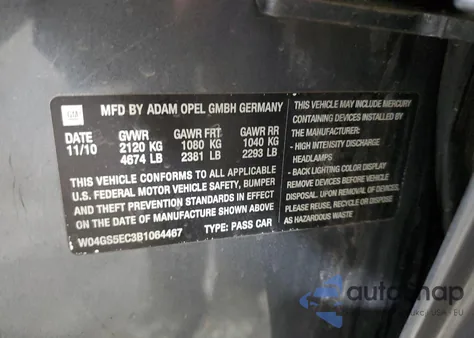 GM
MFD BY ADAM OPEL GMBH GERMANY
DATE GVWR GAWR FRT GAWR RR
11/10 2120 KG 1080 KG 1040 KG
4674 LB 2381 LB 2293 LB
THIS VEHICLE CONFORMS TO ALL APPLICABLE
U.S. FEDERAL MOTOR VEHICLE SAFETY, BUMPER
AND THEFT PREVENTION STANDARDS IN EFFECT ON
THE DATE OF MANUFACTURE SHOWN ABOVE
W04GS5EC3B1064467 TYPE: PASS CAR
THIS VEHICLE MAY INCLUDE MERCURY
CONTAINING DEVICES INSTALLED BY
THE MANUFACTURER:
- HIGH INTENSITY DISCHARGE
HEADLAMPS
- BACK LIGHTING COLOR DISPLAY
REMOVE DEVICES BEFORE VEHICLE
DISPOSAL. UPON REMOVAL OF DEVICES
PLEASE REUSE, RECYCLE OR DISPOSE
AS HAZARDOUS WASTE
autosnap
USA EU